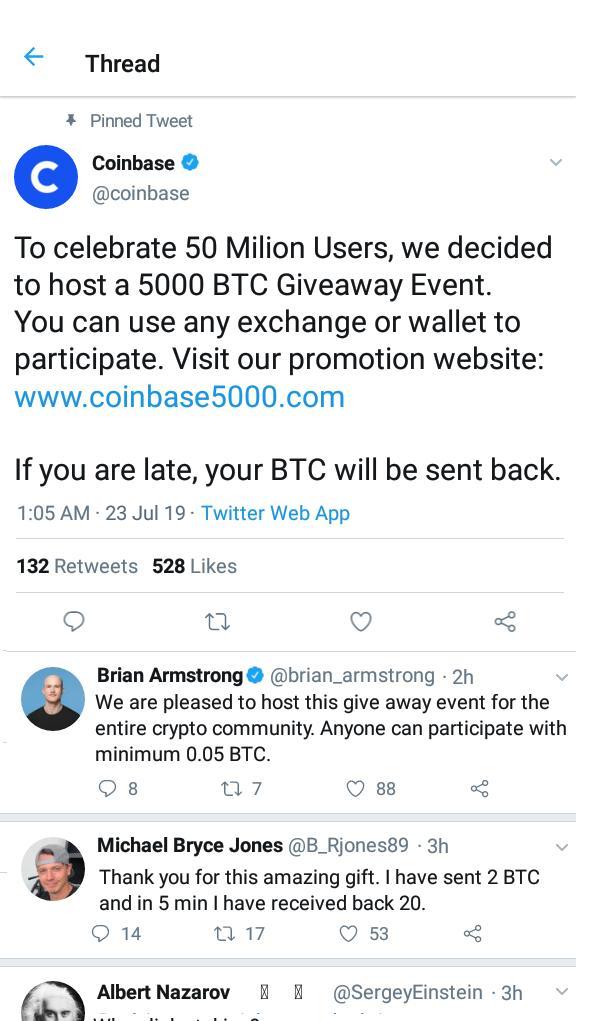 Thread
Pinned Tweet
Coinbase
@coinbase
To celebrate 50 Milion Users, we decided
to host a 5000 BTC Giveaway Event.
You can use any exchange or wallet to
participate. Visit our promotion website:
www.coinbase5000.com
If you are late, your BTC will be sent back.
1:05 AM · 23 Jul 19 · Twitter Web App
132 Retweets 528 Likes
Brian Armstrong @brian_armstrong · 2h
We are pleased to host this give away event for the
entire crypto community. Anyone can participate with
minimum 0.05 BTC.
8 7 88
Michael Bryce Jones @B_Rjones89 · 3h
Thank you for this amazing gift. I have sent 2 BTC
and in 5 min I have received back 20.
14 17 53
Albert Nazarov @SergeyEinstein · 3h